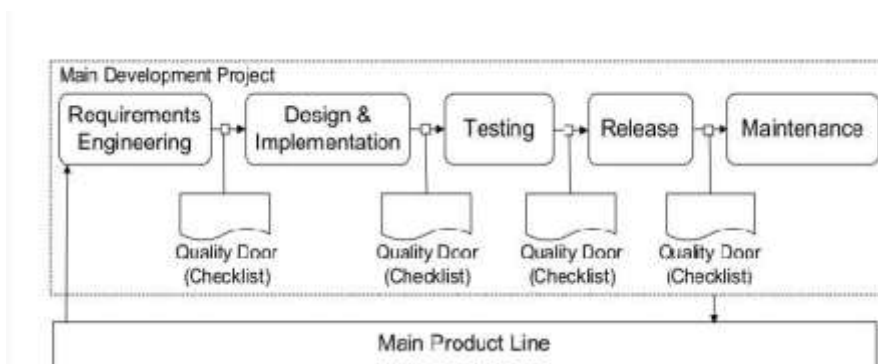 Main Development Project
Requirements
Engineering
Design &
Implementation
Testing
Release
Maintenance
Quality Door
(Checklist)
Quality Door
(Checklist)
Quality Door
(Checklist)
Quality Door
(Checklist)
Main Product Line